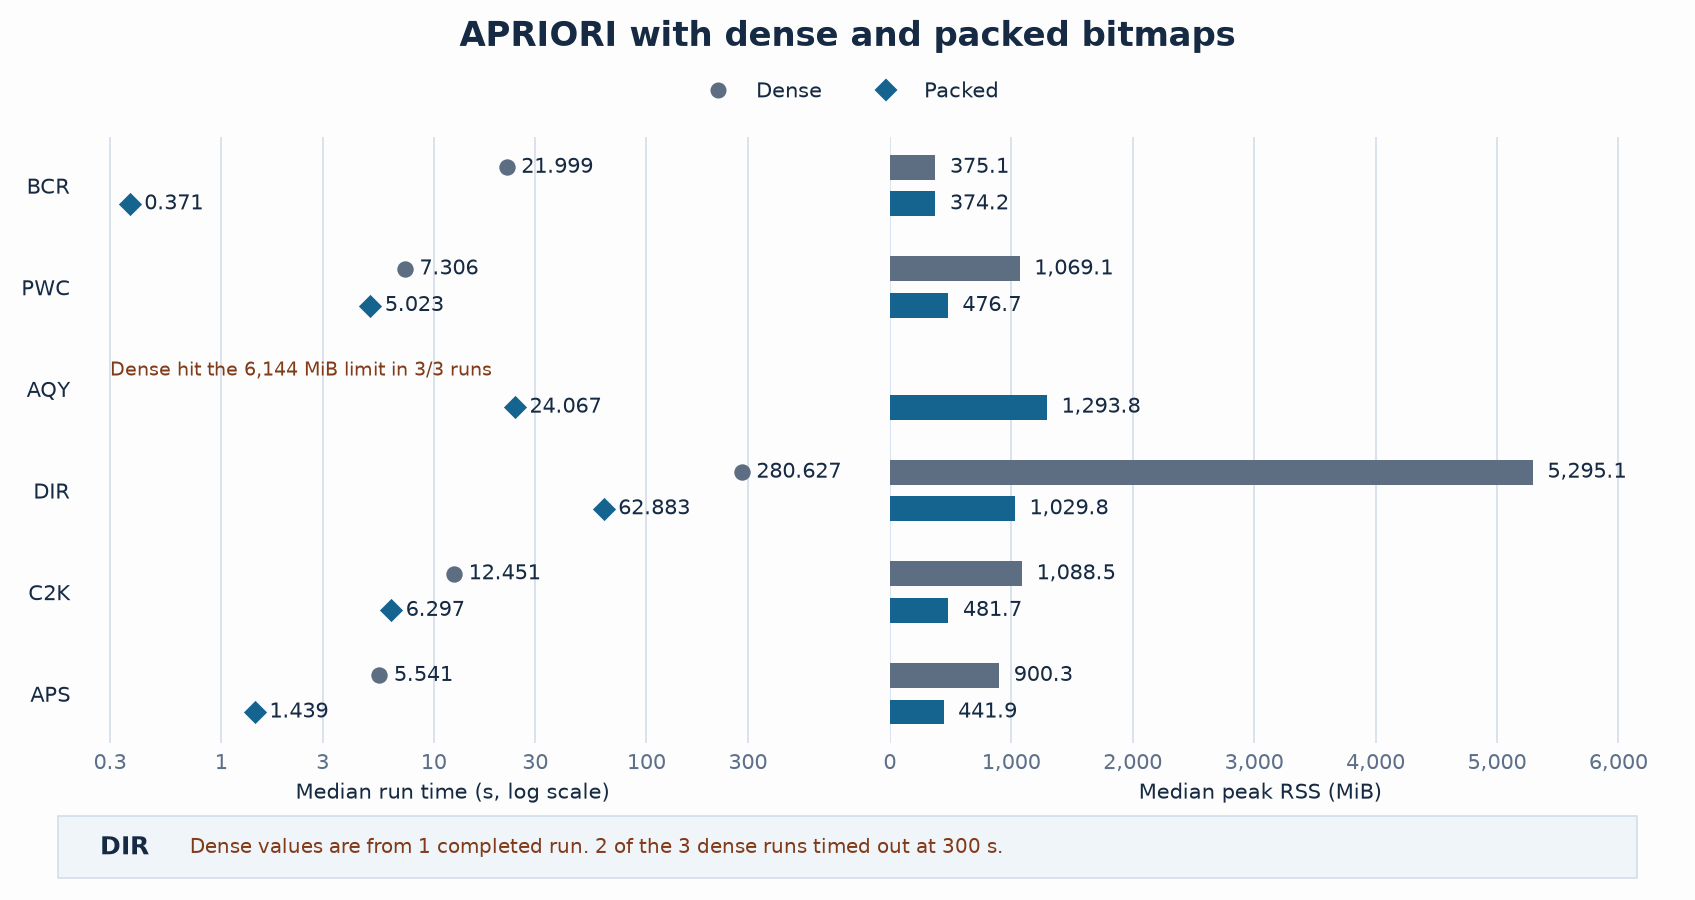 APRIORI with dense and packed bitmaps
Dense Packed
BCR
21.999
0.371
375.1
374.2
PWC
7.306
5.023
1,069.1
476.7
AQY
Dense hit the 6,144 MiB limit in 3/3 runs
24.067
1,293.8
DIR
280.627
62.883
5,295.1
1,029.8
C2K
12.451
6.297
1,088.5
481.7
APS
5.541
1.439
900.3
441.9
0.3 1 3 10 30 100 300
Median run time (s, log scale)
0 1,000 2,000 3,000 4,000 5,000 6,000
Median peak RSS (MiB)
DIR Dense values are from 1 completed run. 2 of the 3 dense runs timed out at 300 s.